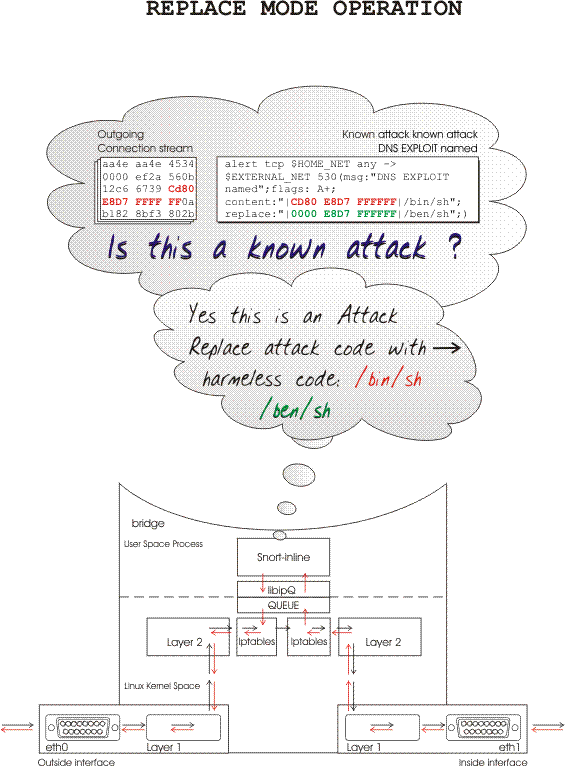 REPLACE MODE OPERATION
Outgoing
Connection stream
aa4e aa4e 4534
0000 ef2a 560b
12c6 6739 Cd80
E8D7 FFFF FF0a
b182 8bf3 802b
Known attack known attack
DNS EXPLOIT named
alert tcp $HOME_NET any ->
$EXTERNAL_NET 530(msg:"DNS EXPLOIT
named";flags: A+;
content:"|CD80 E8D7 FFFFFF|/bin/sh";
replace:"|0000 E8D7 FFFFFF|/ben/sh";)
Is this a known attack ?
Yes this is an Attack
Replace attack code with
harmeless code: /bin/sh
/ben/sh
bridge
User Space Process
Snort-inline
libipQ
QUEUE
Layer 2
Iptables
Iptables
Layer 2
Linux Kernel Space
eth0
Layer 1
Layer 1
eth1
Outside interface
Inside interface